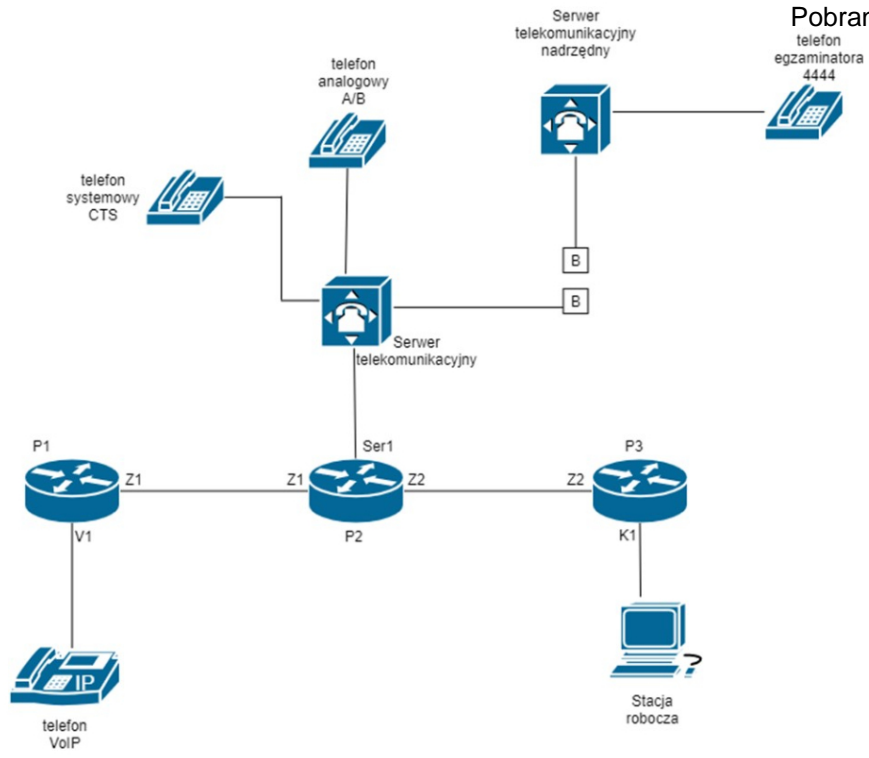 Pobrar
Serwer
telekomunikacyjny
nadrzędny
telefon
egzaminatora
4444
telefon
analogowy
A/B
telefon
systemowy
CTS
B
B
Serwer
telekomunikacyjny
P1
Ser1
P3
Z1
Z1
Z2
Z2
V1
P2
K1
IP
telefon
VoIP
Stacja
robocza